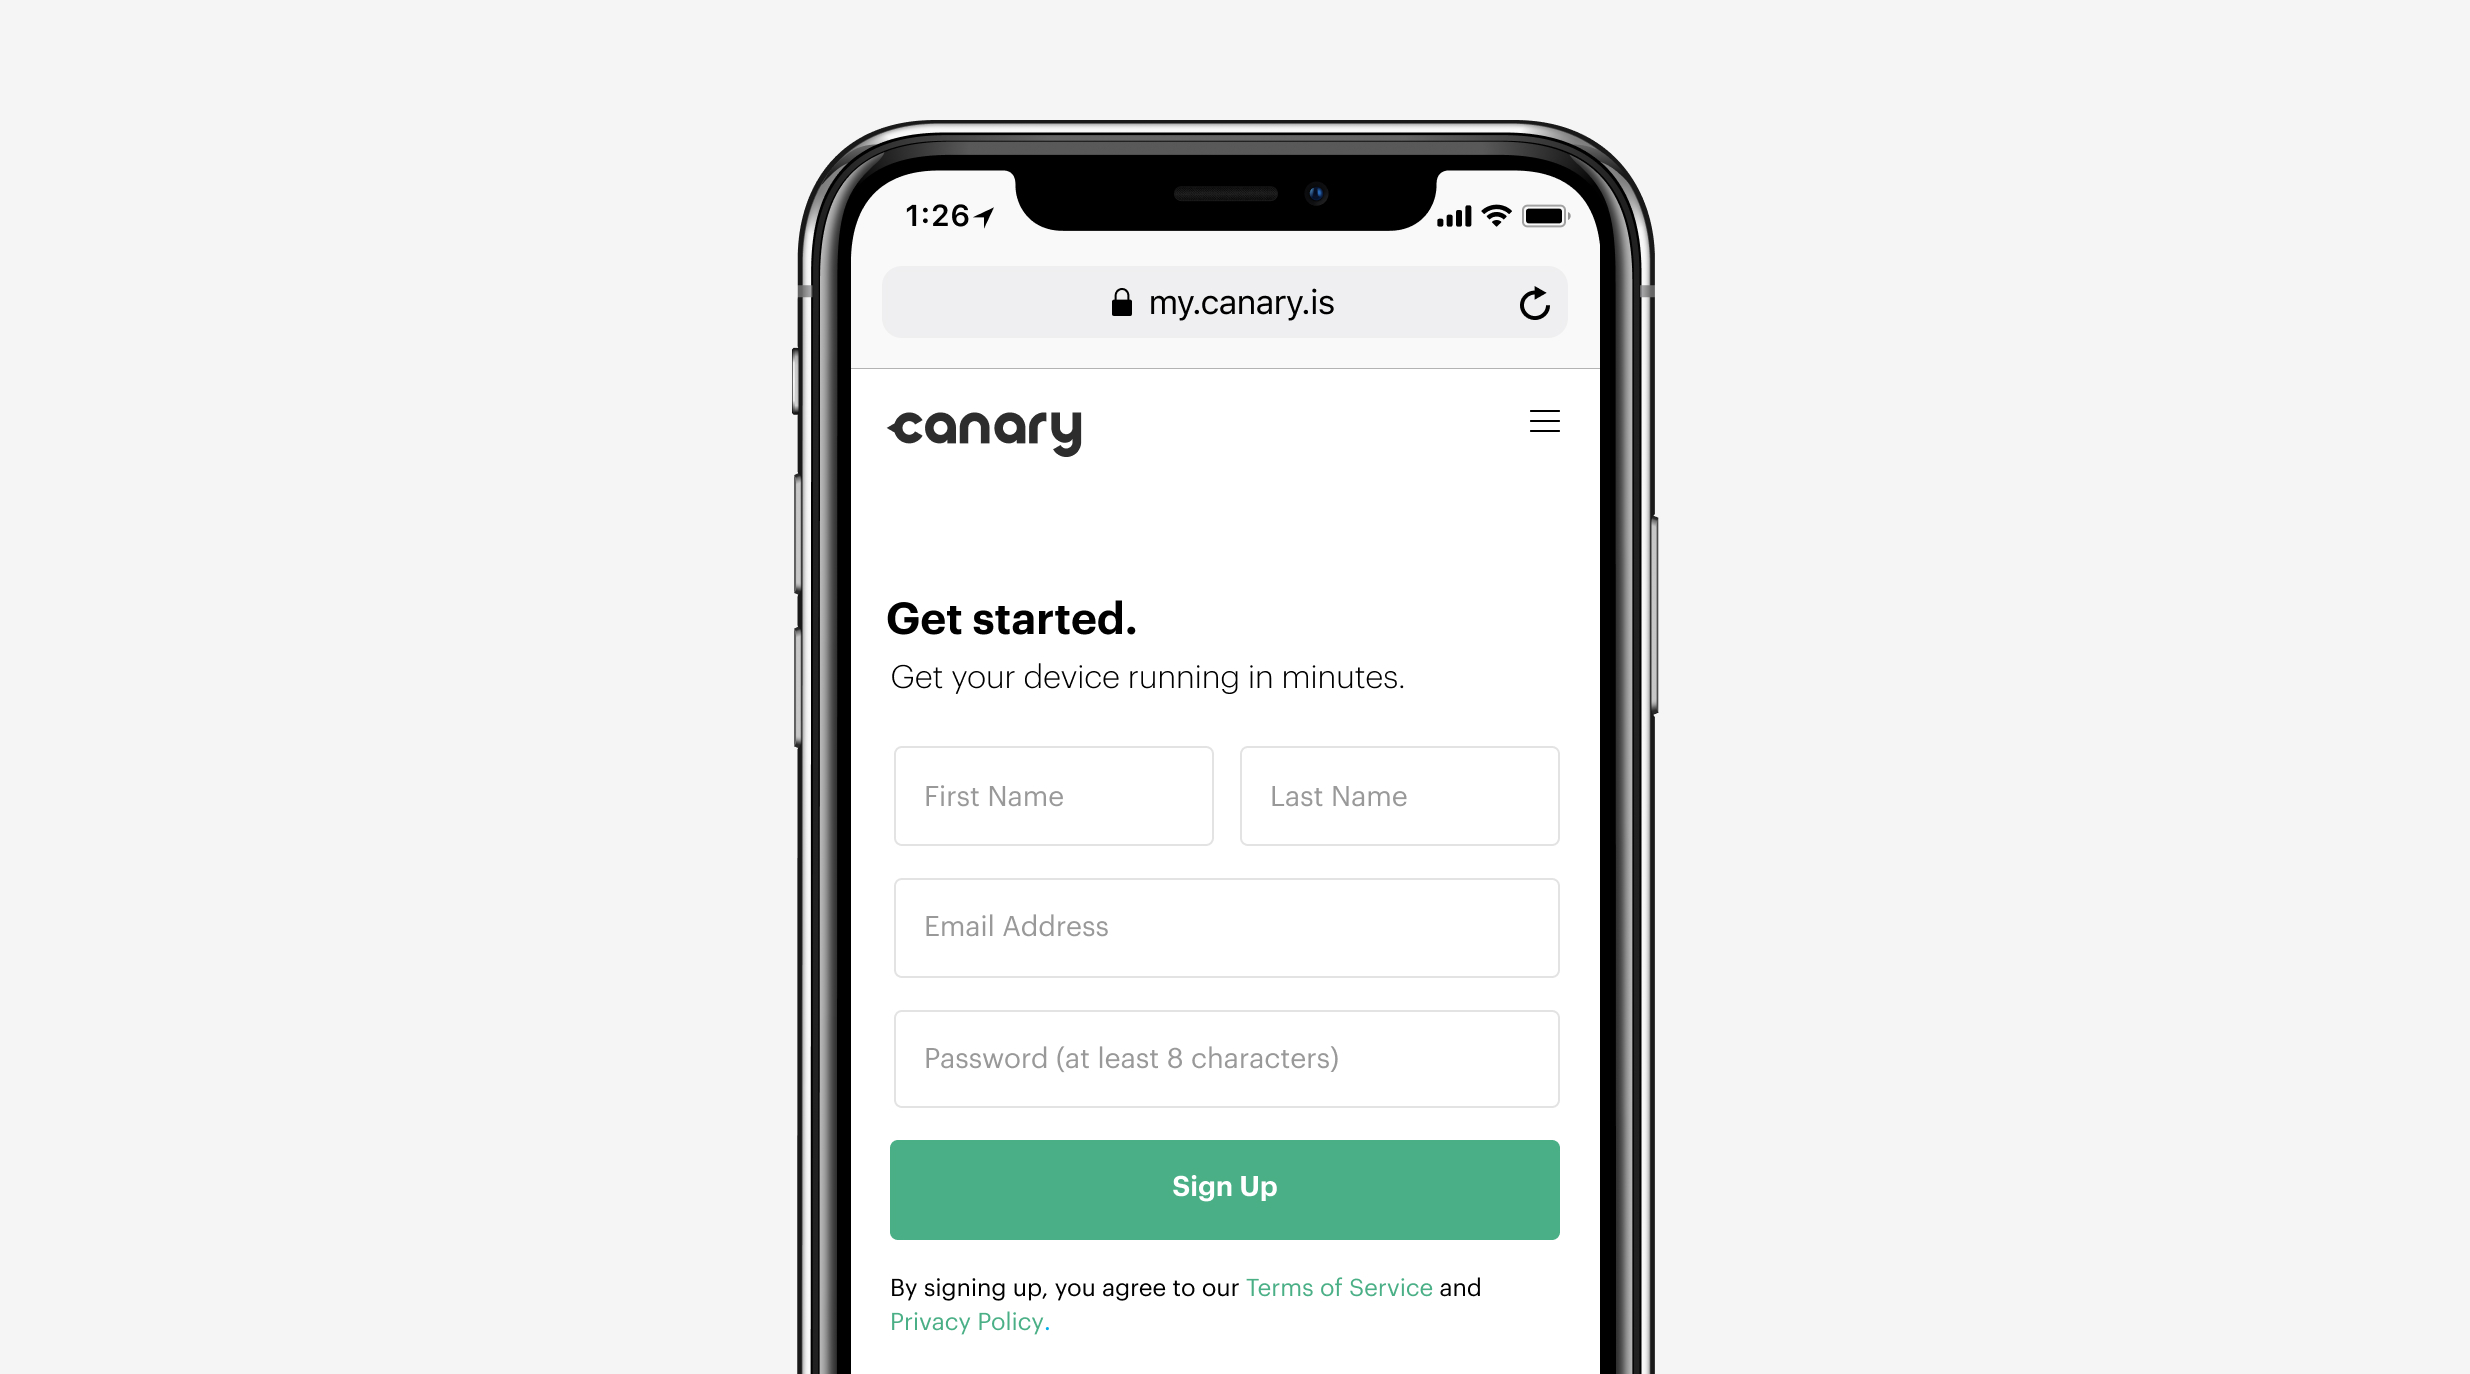 1:26
my.canary.is
canary
Get started.
Get your device running in minutes.
First Name Last Name
Email Address
Password (at least 8 characters)
Sign Up
By signing up, you agree to our Terms of Service and
Privacy Policy.